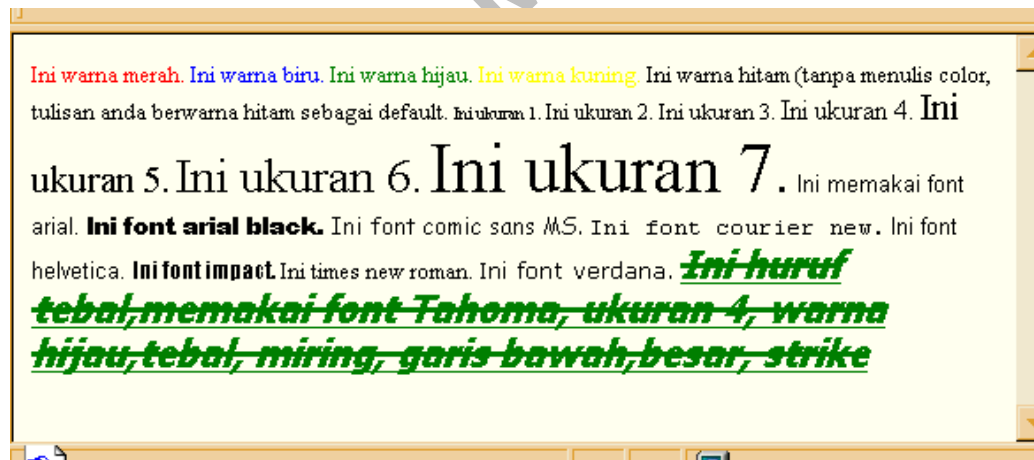 Ini warna merah. Ini warna biru. Ini warna hijau. Ini warna kuning. Ini warna hitam (tanpa menulis color,
tulisan anda berwarna hitam sebagai default. Ini ukuran 1. Ini ukuran 2. Ini ukuran 3. Ini ukuran 4. Ini
ukuran 5. Ini ukuran 6. Ini ukuran 7. Ini memakai font
arial. Ini font arial black. Ini font comic sans MS. Ini font courier new. Ini font
helvetica. Ini font impact. Ini times new roman. Ini font verdana. Ini huruf
tebal,memakai font Tahoma, ukuran 4, warna
hijau,tebal, miring, garis bawah,besar, strike